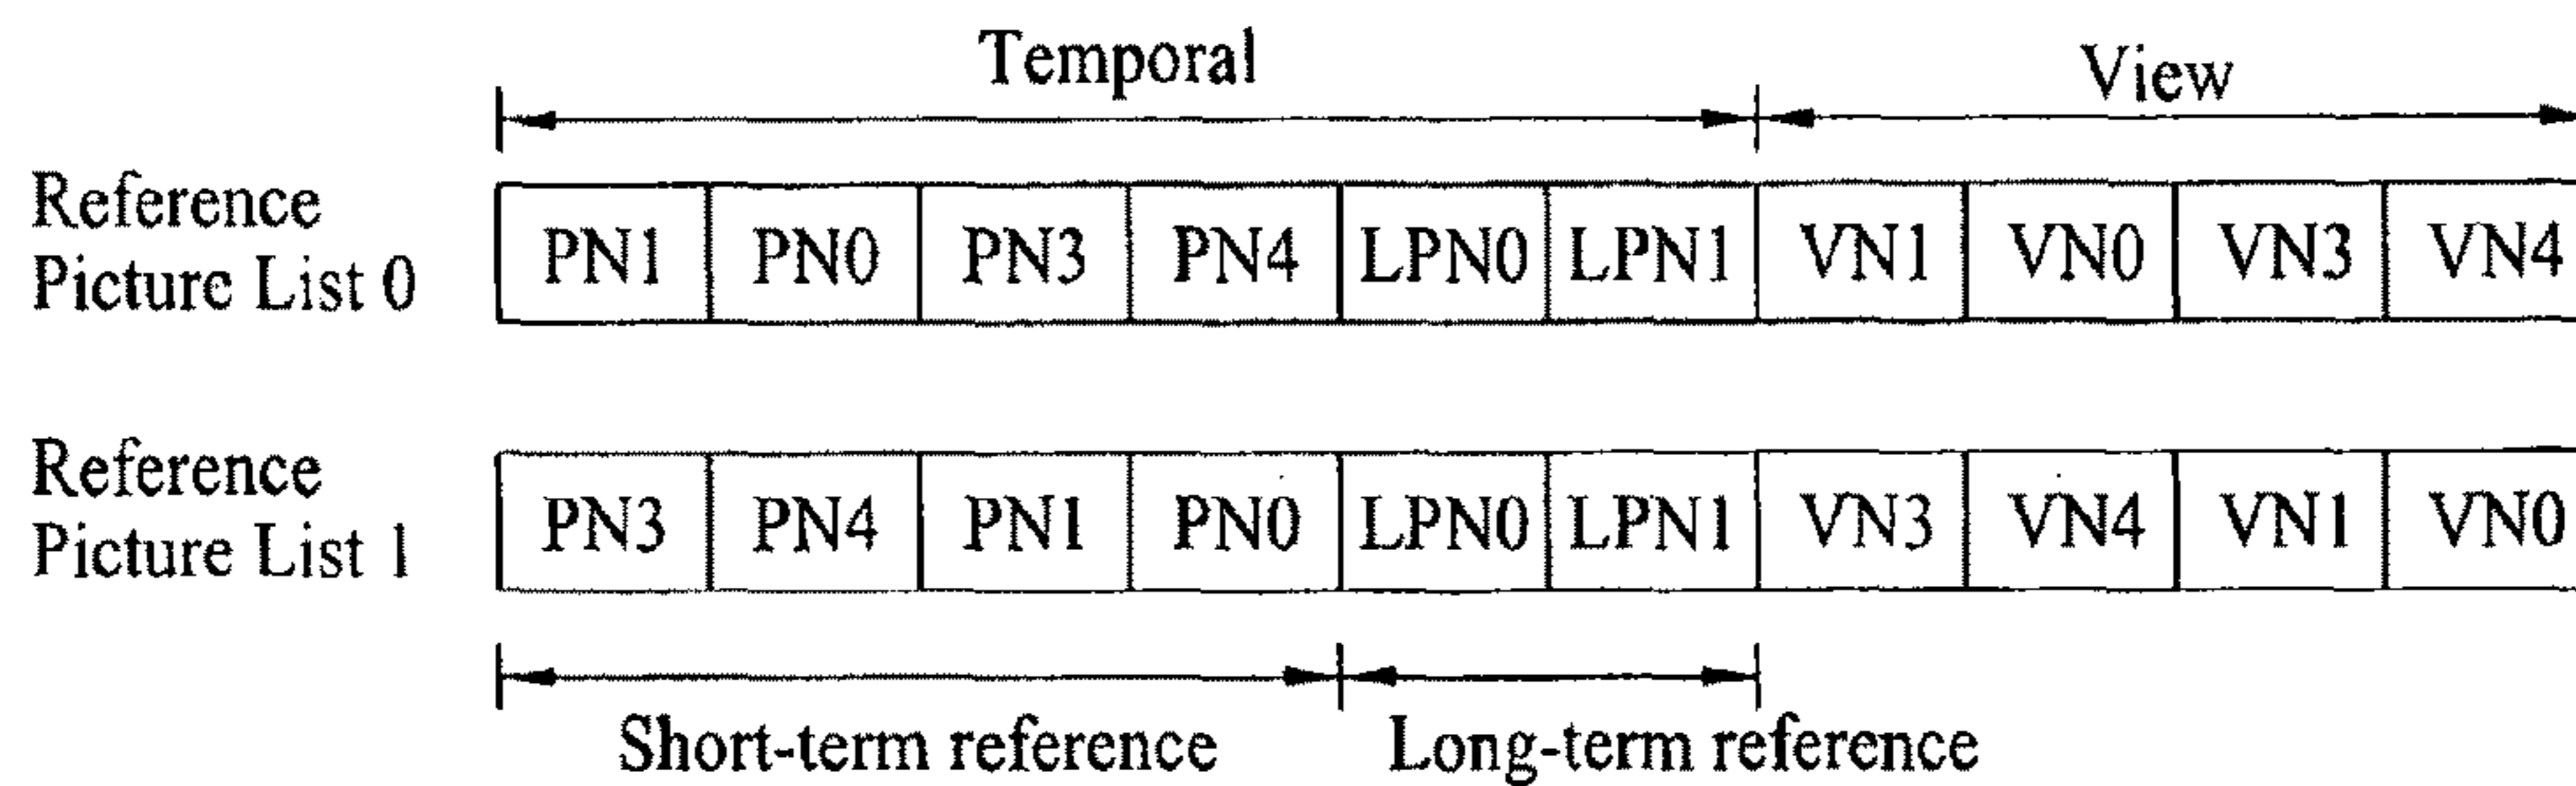 Temporal
View
Reference
Picture List 0
PN1 PN0 PN3 PN4 LPN0 LPN1 VN1 VN0 VN3 VN4
Reference
Picture List 1
PN3 PN4 PN1 PN0 LPN0 LPN1 VN3 VN4 VN1 VN0
Short-term reference
Long-term reference